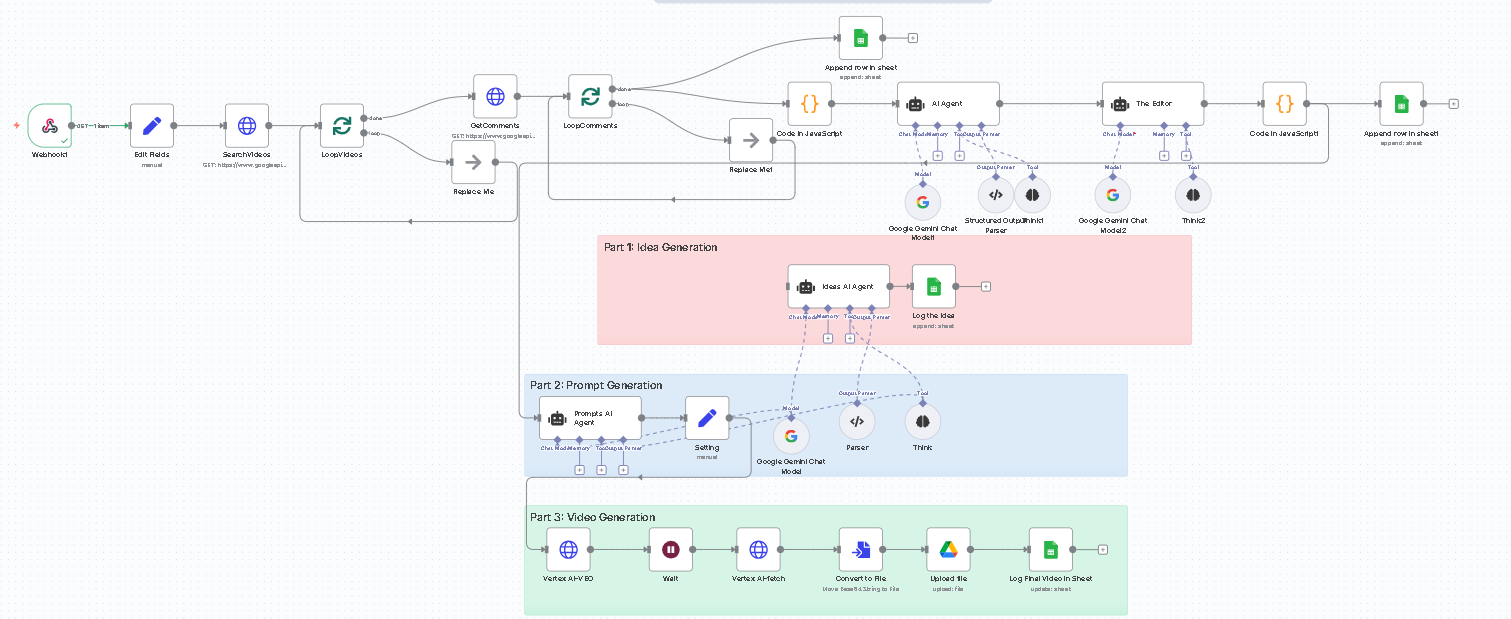 Append row in sheet
append: sheet
GET
1 item
done
loop
Webhook1
Edit Fields
manual
SearchVideos
GET: https://www.googleapi...
LoopVideos
done
loop
GetComments
GET: https://www.googleapi...
Replace Me
LoopComments
done
loop
Replace Me1
Code in JavaScript
AI Agent
Chat Model
Memory
Tool
Output Parser
Model
Output Parser
Tool
Google Gemini Chat
Model1
Structured Output
Parser
Think1
The Editor
Chat Model*
Memory
Tool
Model
Tool
Google Gemini Chat
Model2
Think2
Code in JavaScript1
Append row in sheet1
append: sheet
Part 1: Idea Generation
Ideas AI Agent
Chat Model
Memory
Tool
Output Parser
Log the Idea
append: sheet
Part 2: Prompt Generation
Prompts AI
Agent
Chat Model
Memory
Tool
Output Parser
Setting
manual
Model
Output Parser
Tool
Google Gemini Chat
Model
Parser
Think
Part 3: Video Generation
Vertex AI-VEO
Wait
Vertex AI-fetch
Convert to File
Move Base64 String to File
Upload file
upload: file
Log Final Video in Sheet
update: sheet